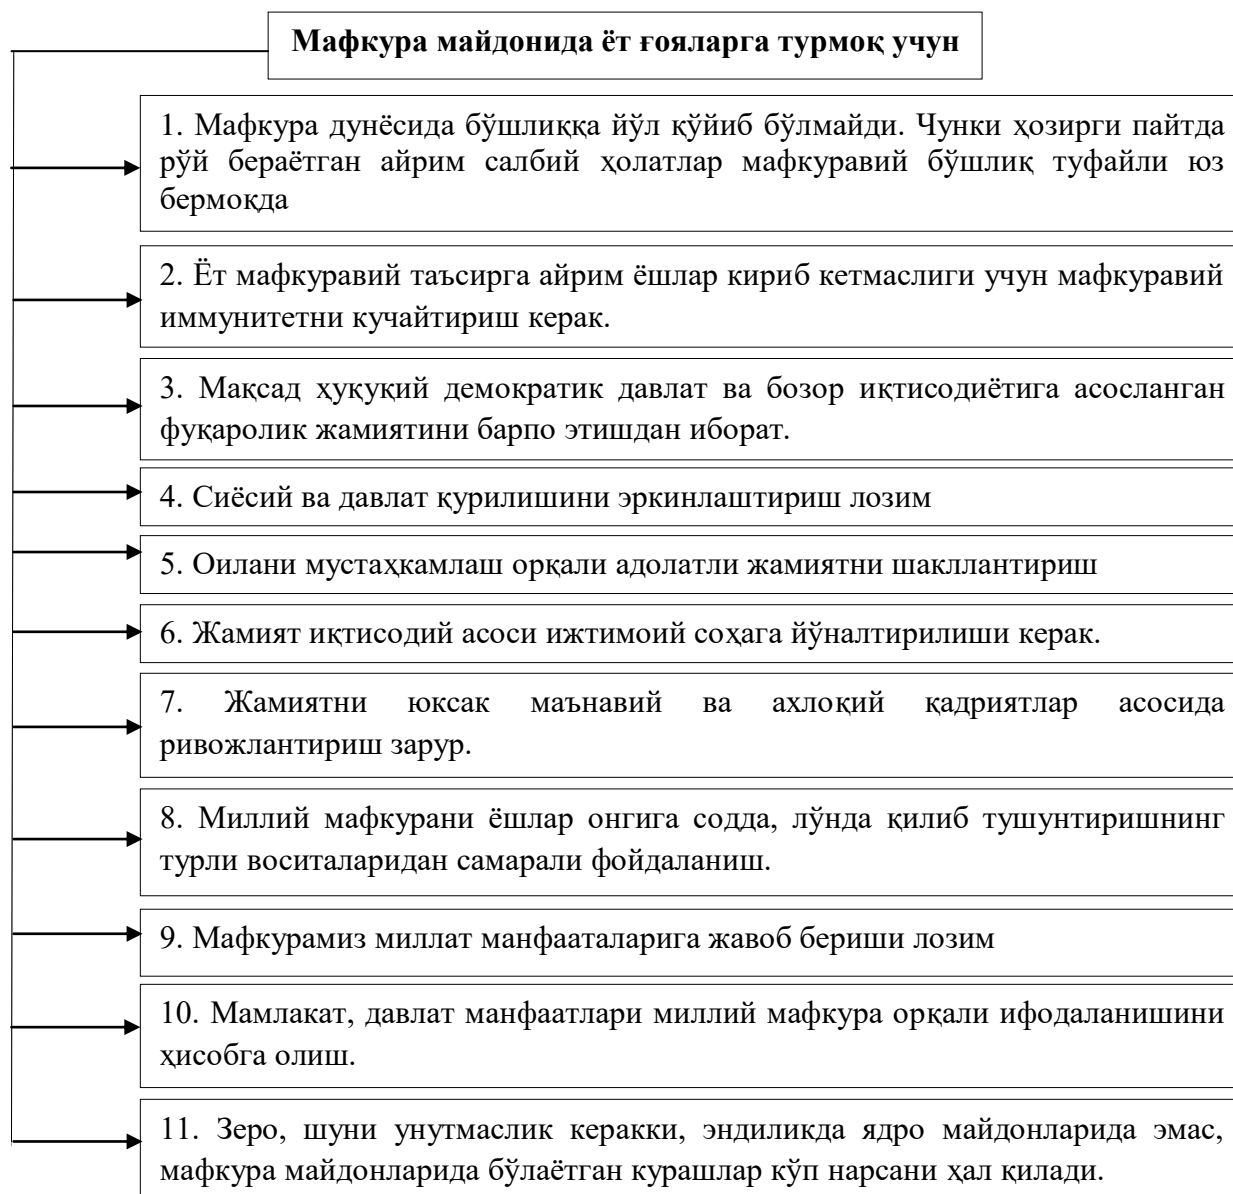 Мафкура майдонида ёт ғояларга турмоқ учун
1. Мафкура дунёсида бўшлиққа йўл қўйиб бўлмайди. Чунки ҳозирги пайтда
рўй бераётган айрим салбий ҳолатлар мафкуравий бўшлиқ туфайли юз
бермоқда
2. Ёт мафкуравий таъсирга айрим ёшлар кириб кетмаслиги учун мафкуравий
иммунитетни кучайтириш керак.
3. Мақсад ҳуқуқий демократик давлат ва бозор иқтисодиётига асосланган
фуқаролик жамиятини барпо этишдан иборат.
4. Сиёсий ва давлат қурилишини эркинлаштириш лозим
5. Оилани мустаҳкамлаш орқали адолатли жамиятни шакллантириш
6. Жамият иқтисодий асоси ижтимоий соҳага йўналтирилиши керак.
7. Жамиятни юксак маънавий ва ахлоқий қадриятлар асосида
ривожлантириш зарур.
8. Миллий мафкурани ёшлар онгига содда, лўнда қилиб тушунтиришнинг
турли воситаларидан самарали фойдаланиш.
9. Мафкурамиз миллат манфааталарига жавоб бериши лозим
10. Мамлакат, давлат манфаатлари миллий мафкура орқали ифодаланишини
ҳисобга олиш.
11. Зеро, шуни унутмаслик керакки, эндиликда ядро майдонларида эмас,
мафкура майдонларида бўлаётган курашлар кўп нарсани ҳал қилади.